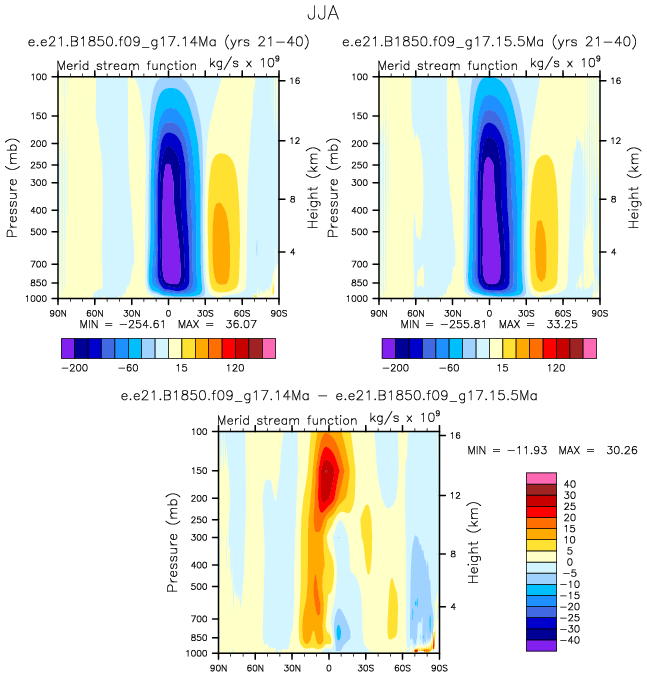 JJA
e.e21.B1850.f09_g17.14Ma (yrs 21-40)
Merid stream function kg/s x 10⁹
Pressure (mb)
100
150
200
250
300
400
500
700
850
1000
16
12
8
4
Height (km)
90N 60N 30N 0 30S 60S 90S
MIN = -254.61 MAX = 36.07
-200 -60 15 120
e.e21.B1850.f09_g17.15.5Ma (yrs 21-40)
Merid stream function kg/s x 10⁹
Pressure (mb)
100
150
200
250
300
400
500
700
850
1000
16
12
8
4
Height (km)
90N 60N 30N 0 30S 60S 90S
MIN = -255.81 MAX = 33.25
-200 -60 15 120
e.e21.B1850.f09_g17.14Ma - e.e21.B1850.f09_g17.15.5Ma
Merid stream function kg/s x 10⁹
Pressure (mb)
100
150
200
250
300
400
500
700
850
1000
16
12
8
4
Height (km)
90N 60N 30N 0 30S 60S 90S
MIN = -11.93 MAX = 30.26
40
30
25
20
15
10
5
0
-5
-10
-15
-20
-25
-30
-40